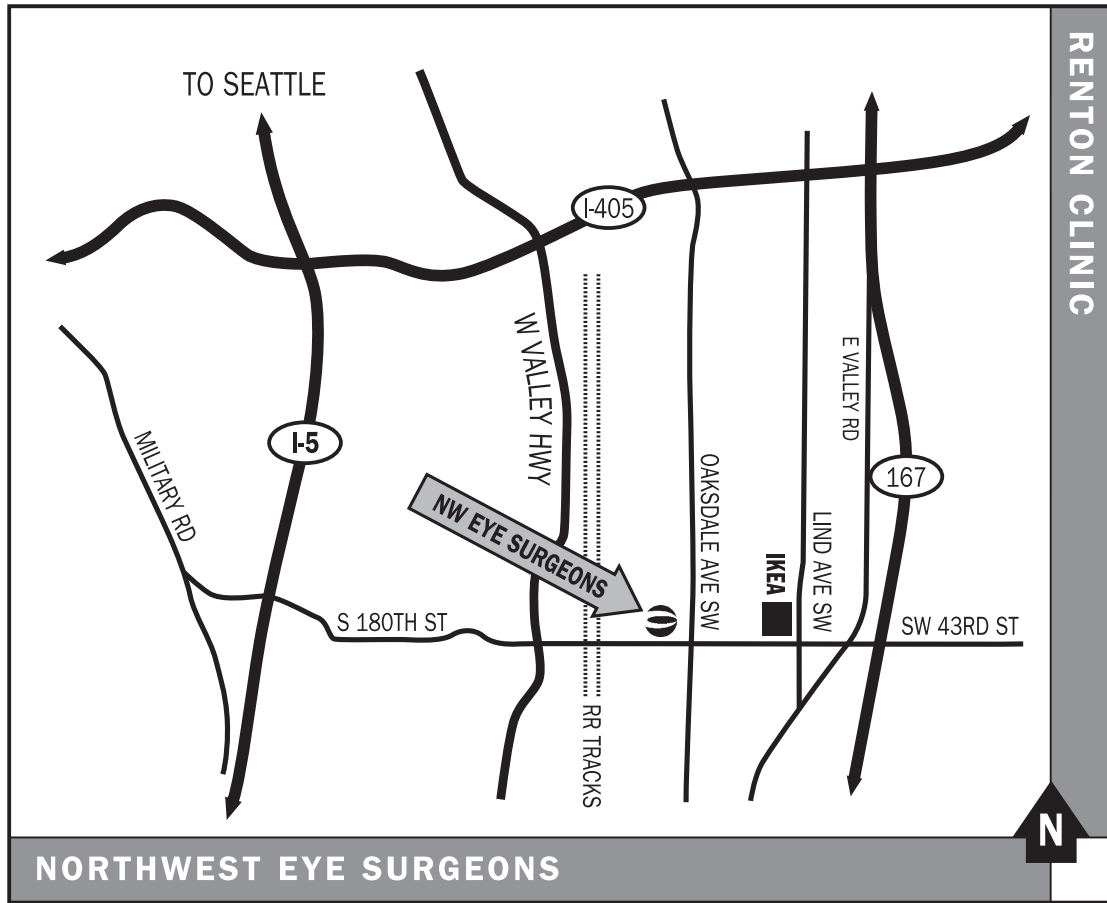 TO SEATTLE
RENTON CLINIC
I-405
W VALLEY HWY
E VALLEY RD
MILITARY RD
I-5
167
OAKSDALE AVE SW
NW EYE SURGEONS
LIND AVE SW
IKEA
S 180TH ST
SW 43RD ST
RR TRACKS
N
NORTHWEST EYE SURGEONS